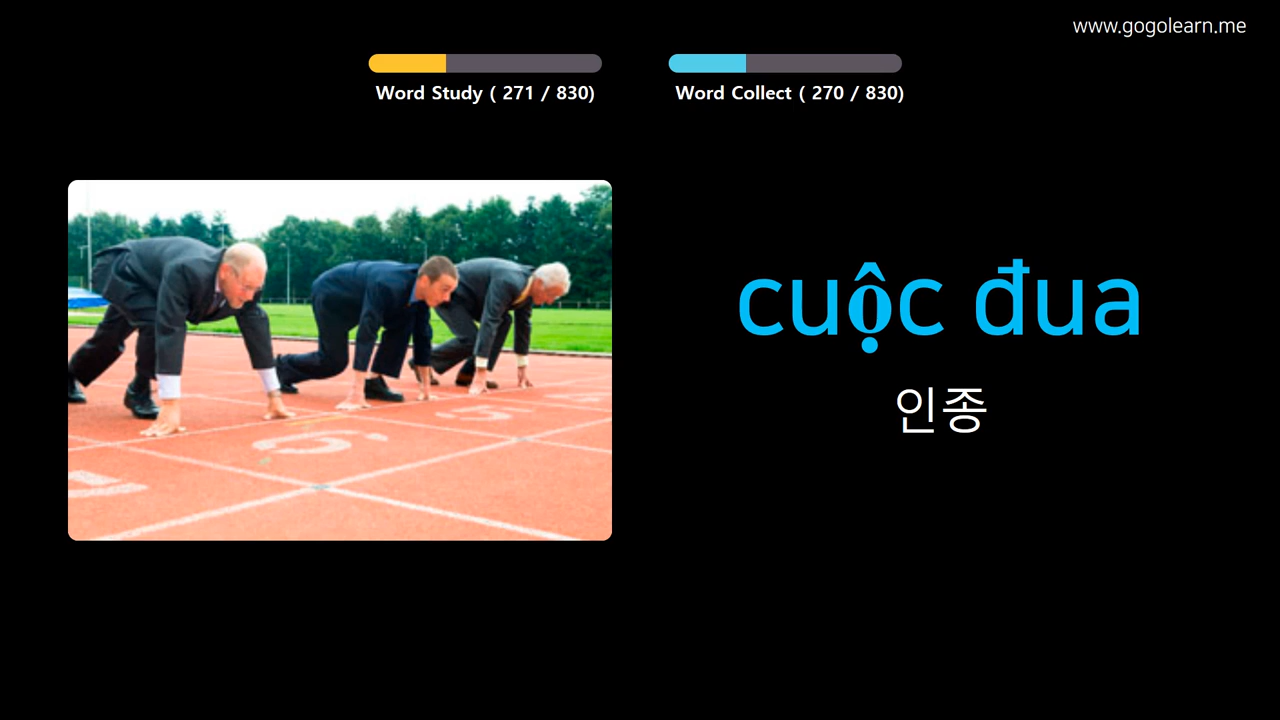 www.gogolearn.me
Word Study ( 271 / 830)
Word Collect ( 270 / 830)
cuộc đua
인종